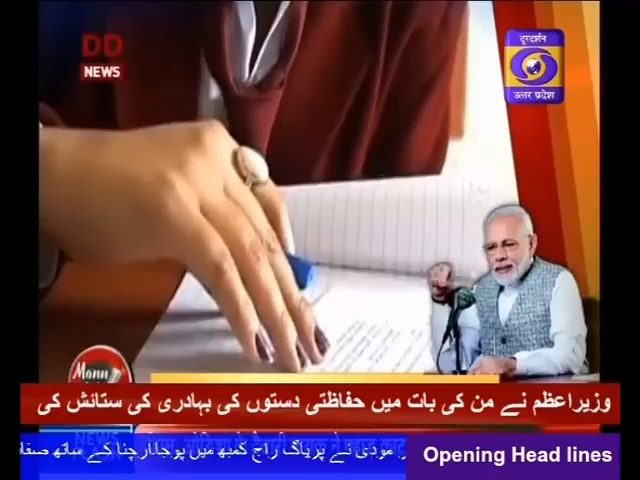 DD
NEWS
दूरदर्शन
उत्तर प्रदेश
Mann
وزیراعظم نے من کی بات میں حفاظتی دستوں کی بہادری کی ستائش کی
مودی نے پریاگ راج کمبھ میں پوجا ارچنا کے ساتھ
Opening Head lines